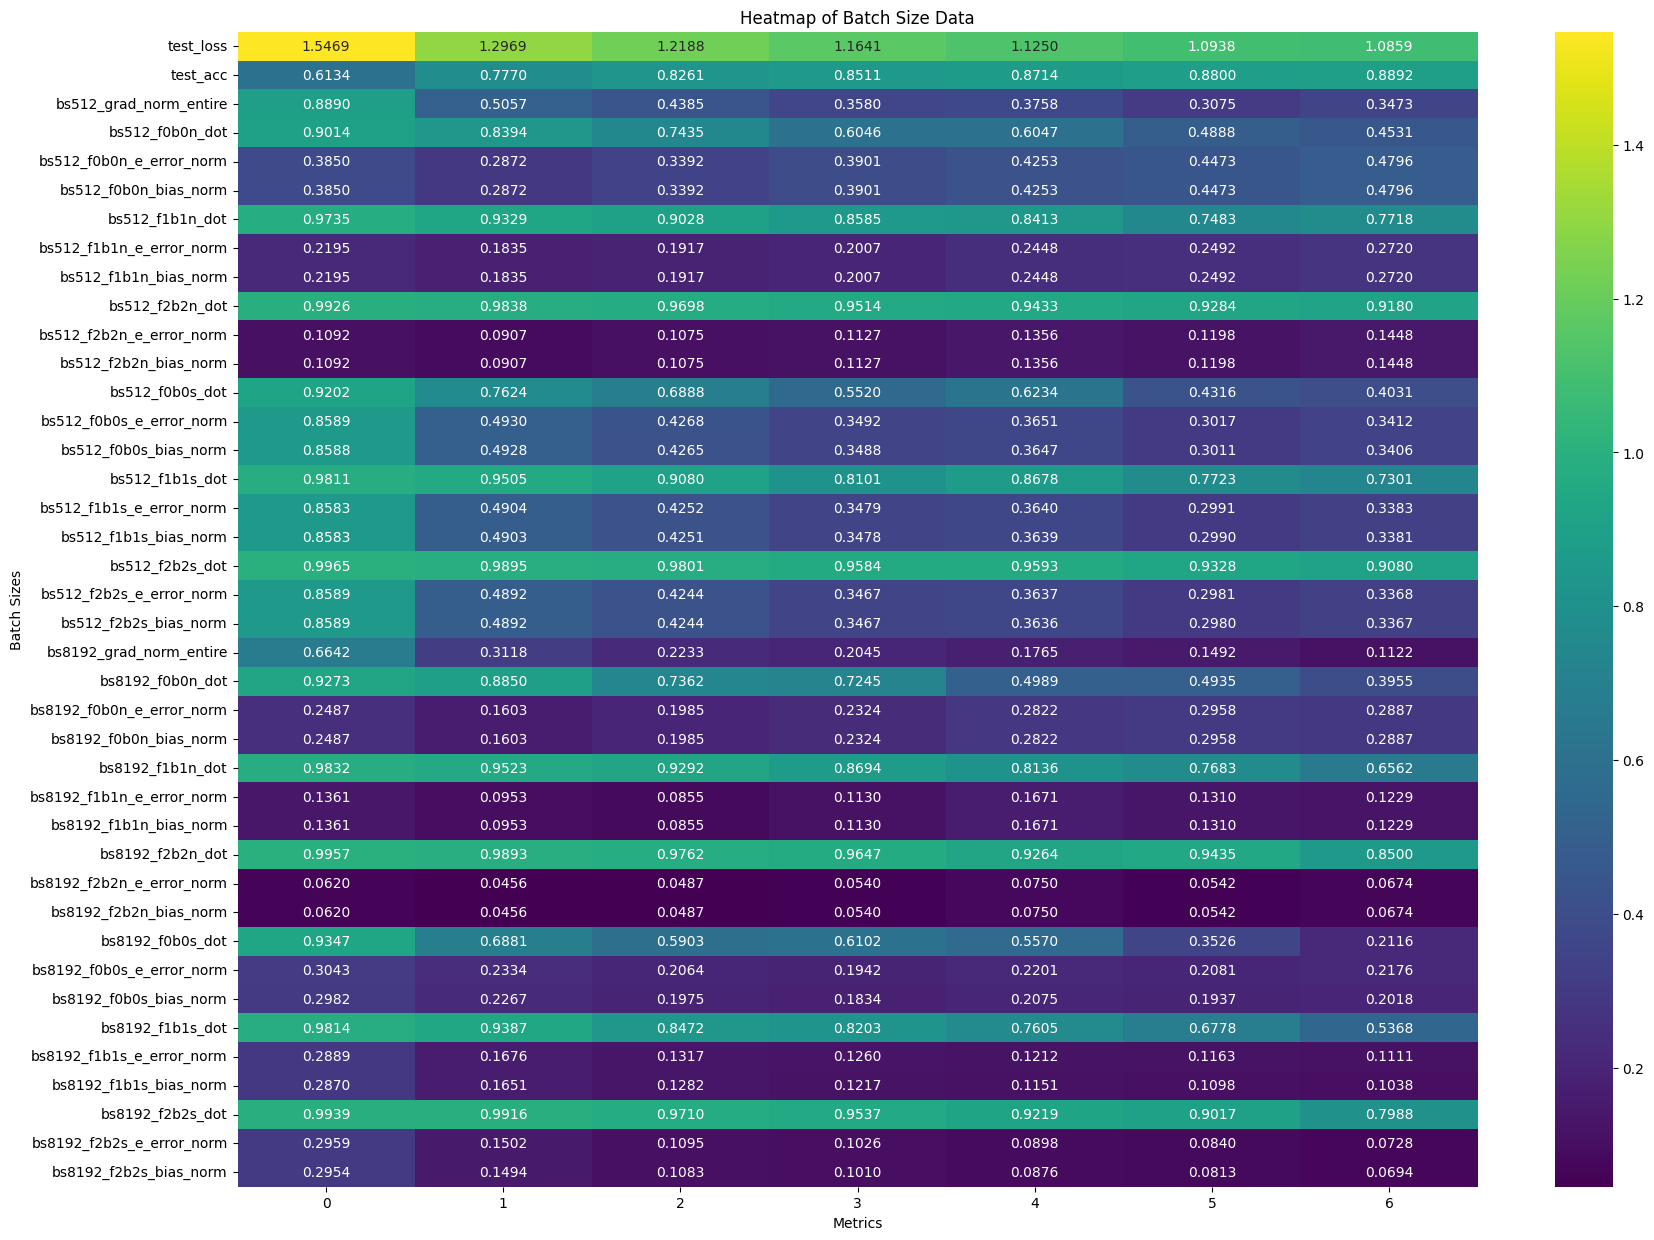 Heatmap of Batch Size Data
test_loss 1.5469 1.2969 1.2188 1.1641 1.1250 1.0938 1.0859
test_acc 0.6134 0.7770 0.8261 0.8511 0.8714 0.8800 0.8892
bs512_grad_norm_entire 0.8890 0.5057 0.4385 0.3580 0.3758 0.3075 0.3473
bs512_f0b0n_dot 0.9014 0.8394 0.7435 0.6046 0.6047 0.4888 0.4531
bs512_f0b0n_e_error_norm 0.3850 0.2872 0.3392 0.3901 0.4253 0.4473 0.4796
bs512_f0b0n_bias_norm 0.3850 0.2872 0.3392 0.3901 0.4253 0.4473 0.4796
bs512_f1b1n_dot 0.9735 0.9329 0.9028 0.8585 0.8413 0.7483 0.7718
bs512_f1b1n_e_error_norm 0.2195 0.1835 0.1917 0.2007 0.2448 0.2492 0.2720
bs512_f1b1n_bias_norm 0.2195 0.1835 0.1917 0.2007 0.2448 0.2492 0.2720
bs512_f2b2n_dot 0.9926 0.9838 0.9698 0.9514 0.9433 0.9284 0.9180
bs512_f2b2n_e_error_norm 0.1092 0.0907 0.1075 0.1127 0.1356 0.1198 0.1448
bs512_f2b2n_bias_norm 0.1092 0.0907 0.1075 0.1127 0.1356 0.1198 0.1448
bs512_f0b0s_dot 0.9202 0.7624 0.6888 0.5520 0.6234 0.4316 0.4031
bs512_f0b0s_e_error_norm 0.8589 0.4930 0.4268 0.3492 0.3651 0.3017 0.3412
bs512_f0b0s_bias_norm 0.8588 0.4928 0.4265 0.3488 0.3647 0.3011 0.3406
bs512_f1b1s_dot 0.9811 0.9505 0.9080 0.8101 0.8678 0.7723 0.7301
bs512_f1b1s_e_error_norm 0.8583 0.4904 0.4252 0.3479 0.3640 0.2991 0.3383
bs512_f1b1s_bias_norm 0.8583 0.4903 0.4251 0.3478 0.3639 0.2990 0.3381
bs512_f2b2s_dot 0.9965 0.9895 0.9801 0.9584 0.9593 0.9328 0.9080
bs512_f2b2s_e_error_norm 0.8589 0.4892 0.4244 0.3467 0.3637 0.2981 0.3368
bs512_f2b2s_bias_norm 0.8589 0.4892 0.4244 0.3467 0.3636 0.2980 0.3367
bs8192_grad_norm_entire 0.6642 0.3118 0.2233 0.2045 0.1765 0.1492 0.1122
bs8192_f0b0n_dot 0.9273 0.8850 0.7362 0.7245 0.4989 0.4935 0.3955
bs8192_f0b0n_e_error_norm 0.2487 0.1603 0.1985 0.2324 0.2822 0.2958 0.2887
bs8192_f0b0n_bias_norm 0.2487 0.1603 0.1985 0.2324 0.2822 0.2958 0.2887
bs8192_f1b1n_dot 0.9832 0.9523 0.9292 0.8694 0.8136 0.7683 0.6562
bs8192_f1b1n_e_error_norm 0.1361 0.0953 0.0855 0.1130 0.1671 0.1310 0.1229
bs8192_f1b1n_bias_norm 0.1361 0.0953 0.0855 0.1130 0.1671 0.1310 0.1229
bs8192_f2b2n_dot 0.9957 0.9893 0.9762 0.9647 0.9264 0.9435 0.8500
bs8192_f2b2n_e_error_norm 0.0620 0.0456 0.0487 0.0540 0.0750 0.0542 0.0674
bs8192_f2b2n_bias_norm 0.0620 0.0456 0.0487 0.0540 0.0750 0.0542 0.0674
bs8192_f0b0s_dot 0.9347 0.6881 0.5903 0.6102 0.5570 0.3526 0.2116
bs8192_f0b0s_e_error_norm 0.3043 0.2334 0.2064 0.1942 0.2201 0.2081 0.2176
bs8192_f0b0s_bias_norm 0.2982 0.2267 0.1975 0.1834 0.2075 0.1937 0.2018
bs8192_f1b1s_dot 0.9814 0.9387 0.8472 0.8203 0.7605 0.6778 0.5368
bs8192_f1b1s_e_error_norm 0.2889 0.1676 0.1317 0.1260 0.1212 0.1163 0.1111
bs8192_f1b1s_bias_norm 0.2870 0.1651 0.1282 0.1217 0.1151 0.1098 0.1038
bs8192_f2b2s_dot 0.9939 0.9916 0.9710 0.9537 0.9219 0.9017 0.7988
bs8192_f2b2s_e_error_norm 0.2959 0.1502 0.1095 0.1026 0.0898 0.0840 0.0728
bs8192_f2b2s_bias_norm 0.2954 0.1494 0.1083 0.1010 0.0876 0.0813 0.0694
0 1 2 3 4 5 6
Metrics
Batch Sizes
1.4
1.2
1.0
0.8
0.6
0.4
0.2